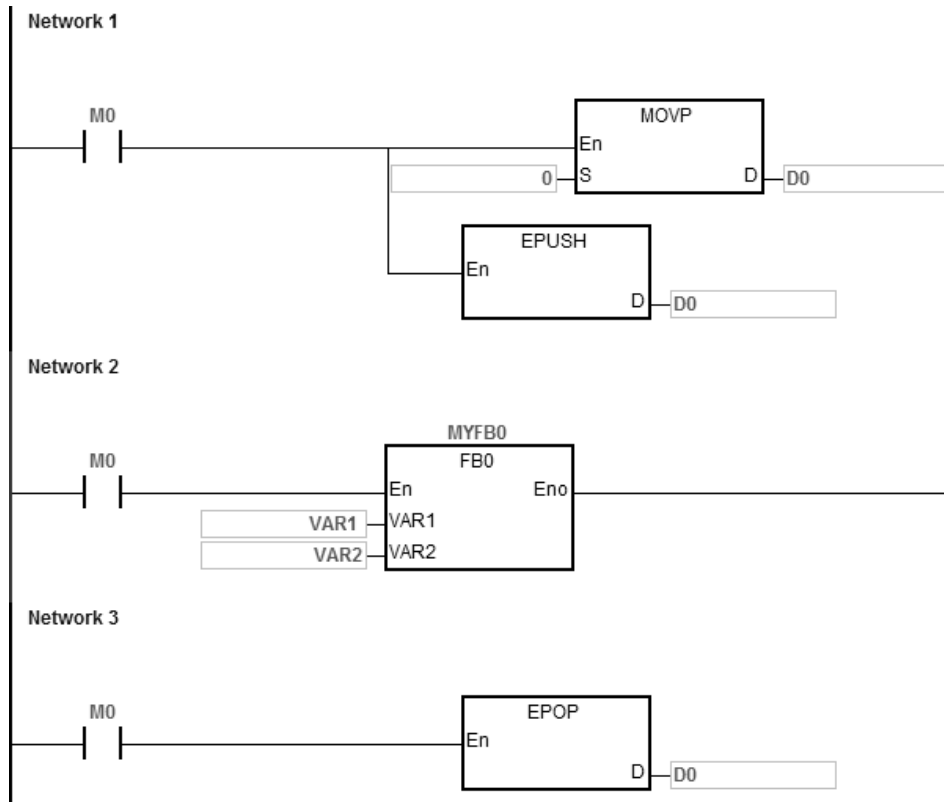 Network 1
M0
MOVP
En
0 S D D0
EPUSH
En
D D0
Network 2
MYFB0
M0 FB0
En Eno
VAR1 VAR1
VAR2 VAR2
Network 3
M0 EPOP
En
D D0